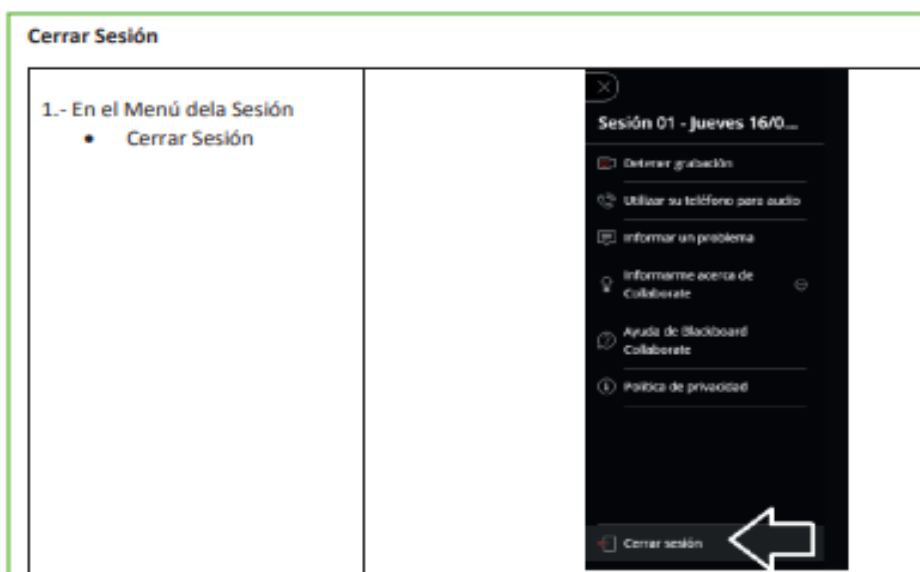 Cerrar Sesión
1.- En el Menú dela Sesión
• Cerrar Sesión
Sesión 01 - Jueves 16/0...
Detener grabación
Utilizar su teléfono para audio
Informar un problema
Informarme acerca de
Collaborate
Ayuda de Blackboard
Collaborate
Política de privacidad
Cerrar sesión